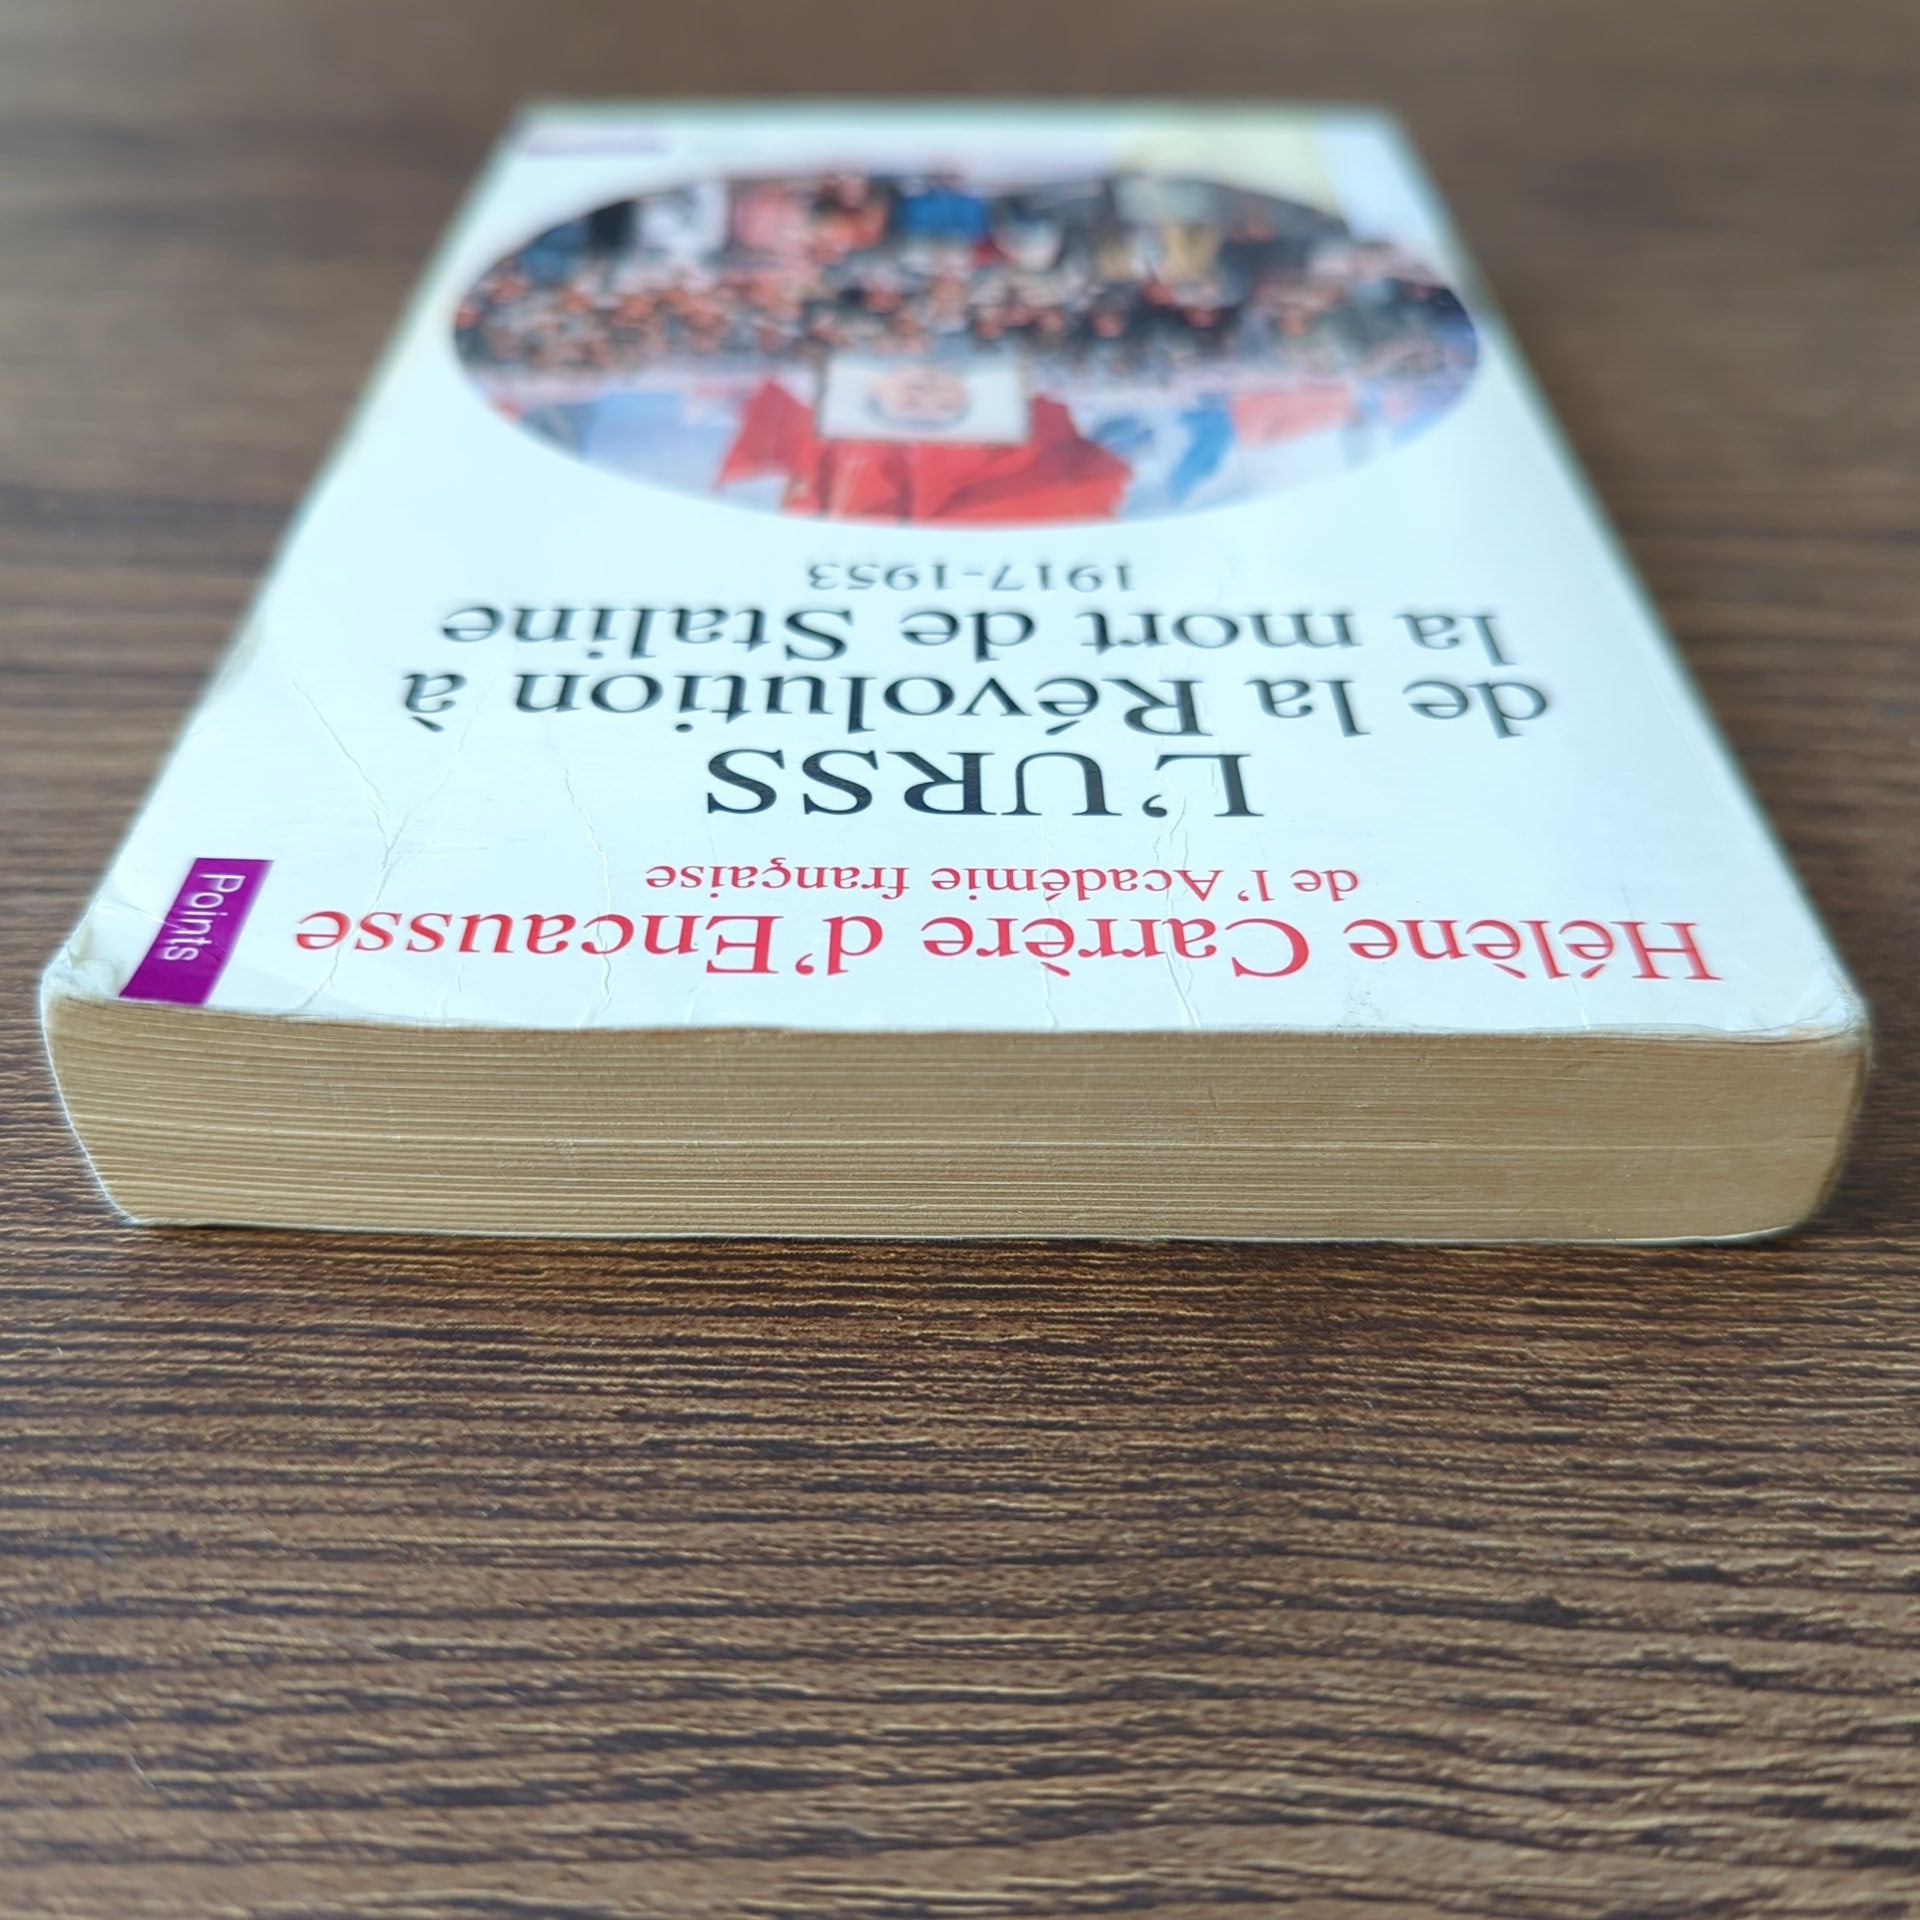 Hélène Carrère d'Encausse
de l'Académie française
L'URSS
de la Révolution à
la mort de Staline
1917-1953
Points